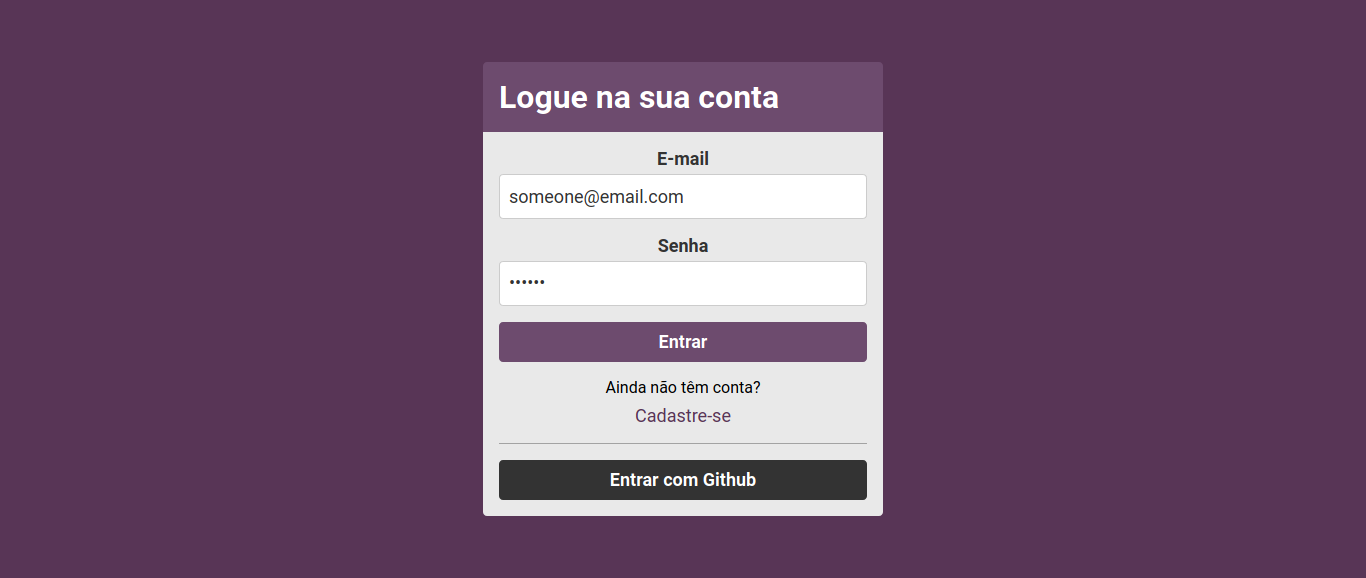 Logue na sua conta
E-mail
someone@email.com
Senha
••••••
Entrar
Ainda não têm conta?
Cadastre-se
Entrar com Github